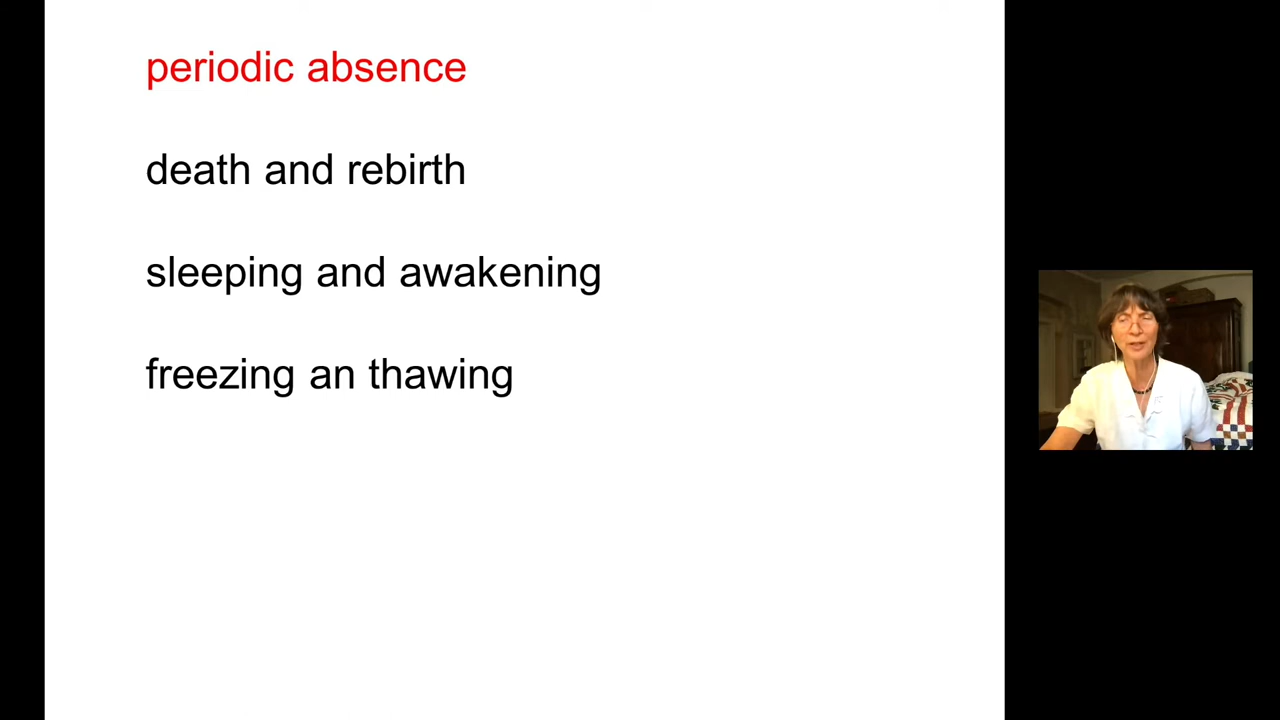 periodic absence
death and rebirth
sleeping and awakening
freezing an thawing